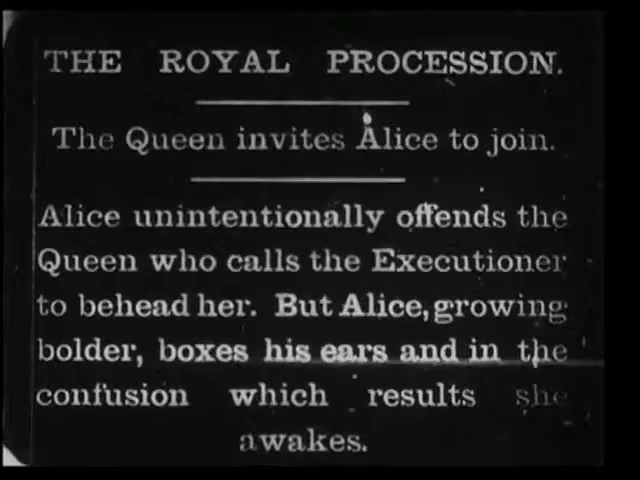 THE ROYAL PROCESSION.
The Queen invites Alice to join.
Alice unintentionally offends the
Queen who calls the Executioner
to behead her. But Alice, growing
bolder, boxes his ears and in the
confusion which results she
awakes.